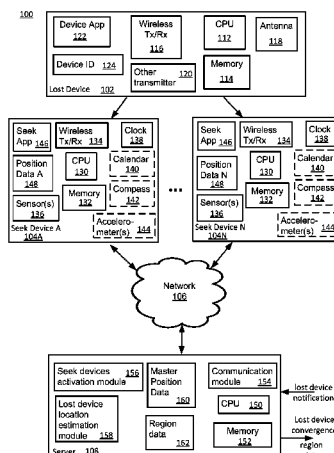 100
Device App
122
Wireless
Tx/Rx
116
CPU
112
Antenna
118
Device ID
124
Other
transmitter
120
Memory
114
Lost Device
102
Seek
App 146
Wireless
Tx/Rx 134
Clock
138
Position
Data A
148
CPU
130
Calendar
140
Memory
132
Compass
142
Sensor(s)
136
Accelero-
meter(s) 144
Seek Device A
104A
...
Seek
App 146
Wireless
Tx/Rx 134
Clock
138
Position
Data N
148
CPU
130
Calendar
140
Memory
132
Compass
142
Sensor(s)
136
Accelero-
meter(s) 144
Seek Device N
104N
Network
106
Seek devices
activation module 156
Master
Position
Data
160
Communication
module 154
Lost device
location
estimation
module 158
Region
data
162
CPU 150
Memory
152
Server 108
lost device
notification
Lost device
convergence
region